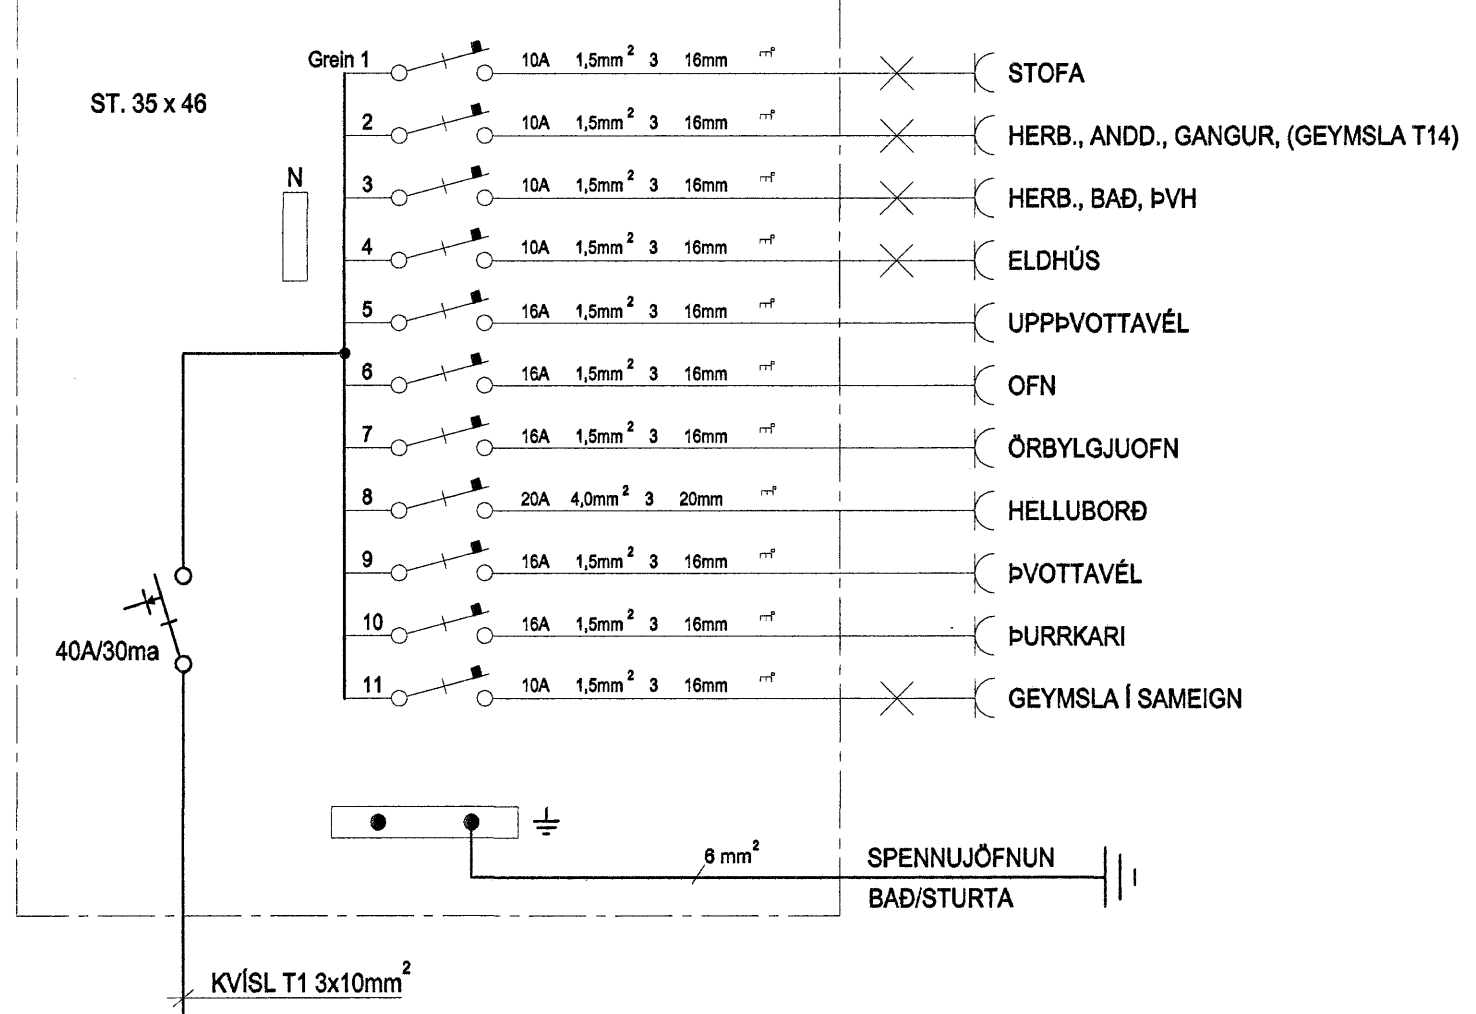 Grein 1 10A 1,5mm² 3 16mm STOFA
ST. 35 x 46
2 10A 1,5mm² 3 16mm HERB., ANDD., GANGUR, (GEYMSLA T14)
N
3 10A 1,5mm² 3 16mm HERB., BAÐ, ÞVH
4 10A 1,5mm² 3 16mm ELDHÚS
5 16A 1,5mm² 3 16mm UPPÞVOTTAVÉL
6 16A 1,5mm² 3 16mm OFN
7 16A 1,5mm² 3 16mm ÖRBYLGJUOFN
8 20A 4,0mm² 3 20mm HELLUBORÐ
9 16A 1,5mm² 3 16mm ÞVOTTAVÉL
10 16A 1,5mm² 3 16mm ÞURRKARI
40A/30ma
11 10A 1,5mm² 3 16mm GEYMSLA Í SAMEIGN
6 mm² SPENNUJÖFNUN
BAÐ/STURTA
KVÍSL T1 3x10mm²